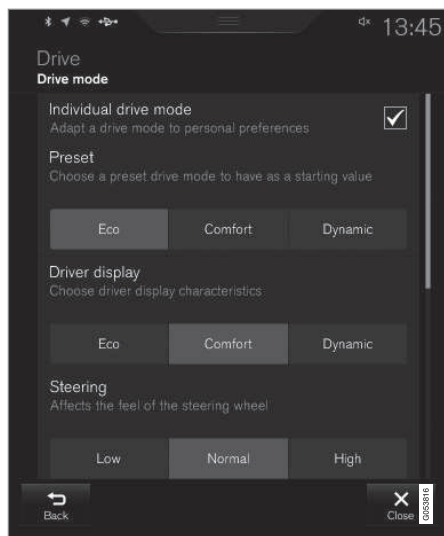 13:45
Drive
Drive mode
Individual drive mode
Adapt a drive mode to personal preferences
Preset
Choose a preset drive mode to have as a starting value
Eco Comfort Dynamic
Driver display
Choose driver display characteristics
Eco Comfort Dynamic
Steering
Affects the feel of the steering wheel
Low Normal High
Back Close
G053816